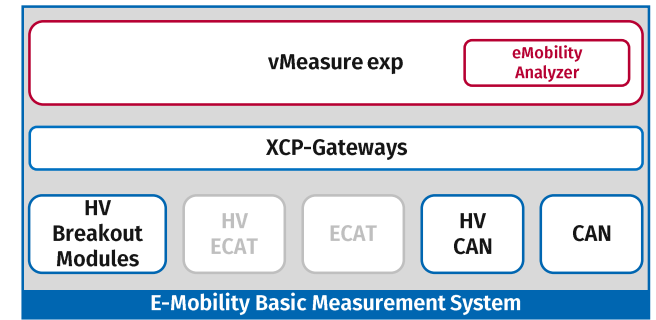 vMeasure exp
eMobility
Analyzer
XCP-Gateways
HV
Breakout
Modules
HV
ECAT
ECAT
HV
CAN
CAN
E-Mobility Basic Measurement System